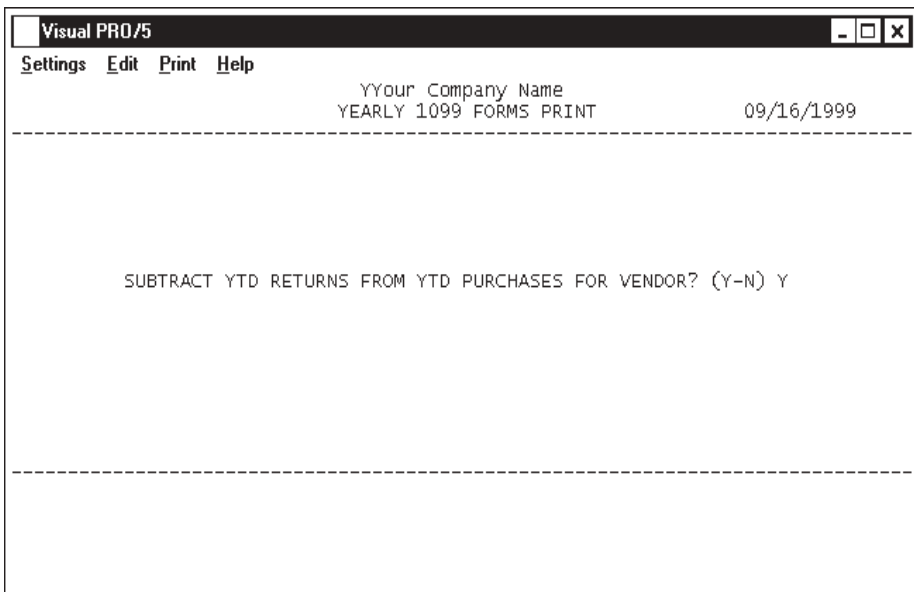 Visual PRO/5
Settings Edit Print Help
YYour Company Name
YEARLY 1099 FORMS PRINT 09/16/1999
SUBTRACT YTD RETURNS FROM YTD PURCHASES FOR VENDOR? (Y-N) Y